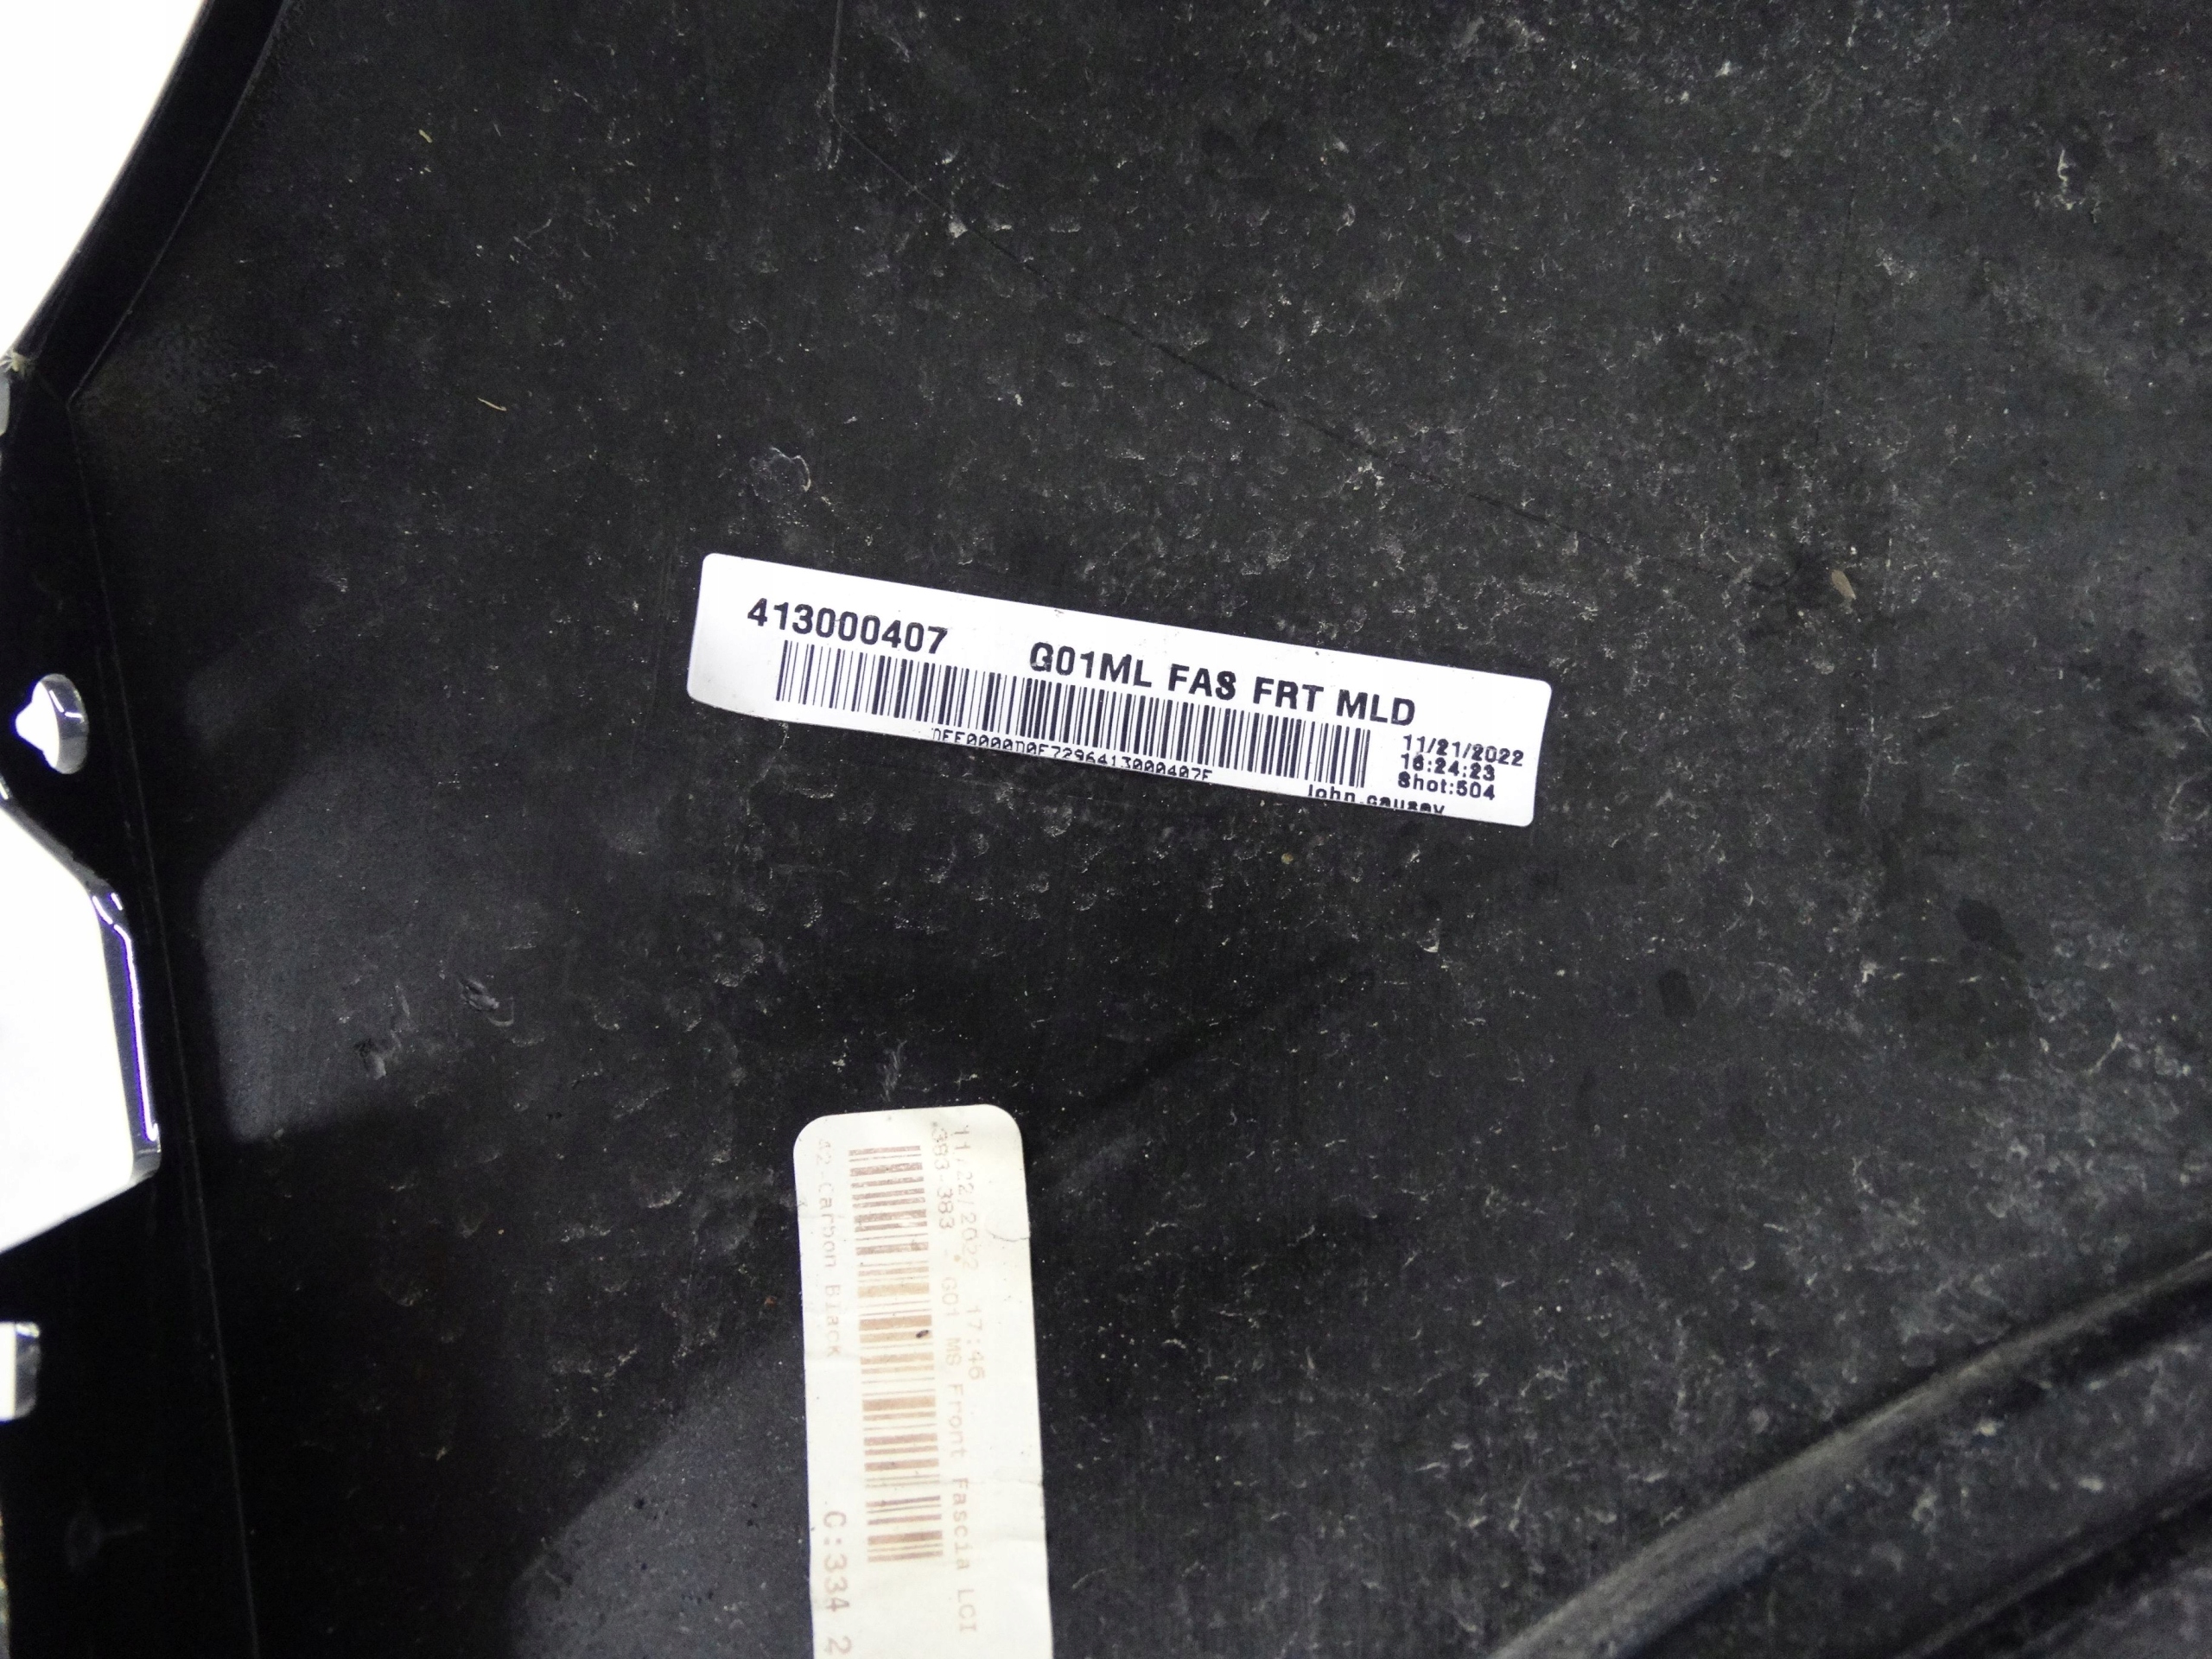 413000407 G01ML FAS FRT MLD
11/21/2022
16:24:23
Shot:504
john.causey
11/22/2022 17:46
383-383 * G01 MS Front Fascia LCI
42-Carbon Black C:334 2